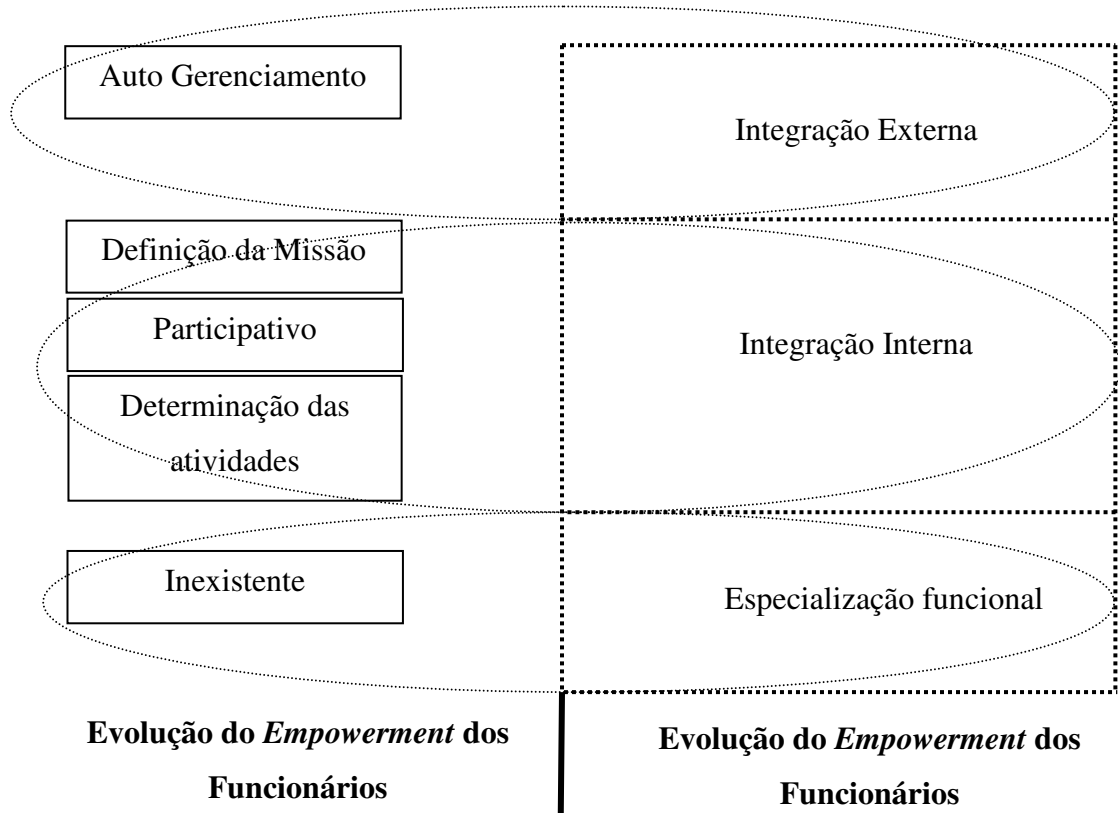 Auto Gerenciamento
Integração Externa
Definição da Missão
Participativo
Integração Interna
Determinação das
atividades
Inexistente
Especialização funcional
Evolução do Empowerment dos
Funcionários
Evolução do Empowerment dos
Funcionários